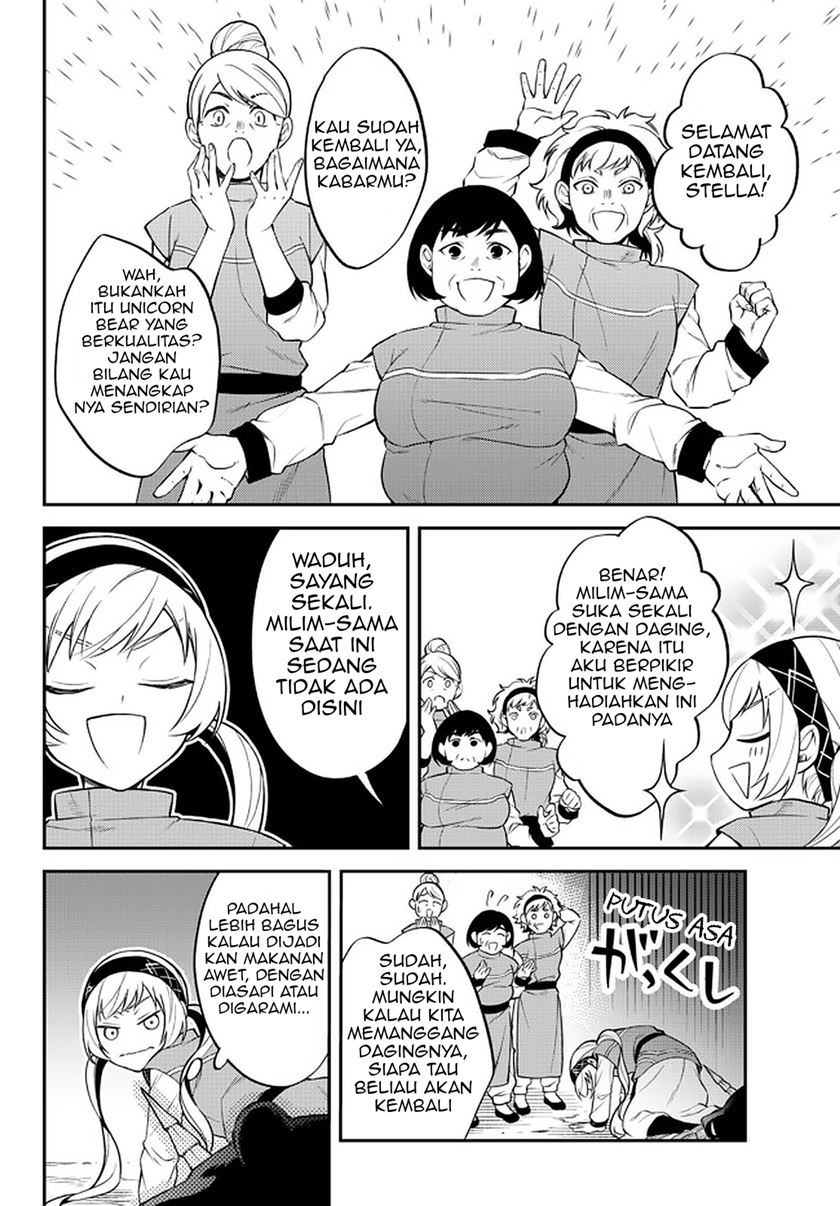 SELAMAT
DATANG
KEMBALI,
STELLA!
KAU SUDAH
KEMBALI YA,
BAGAIMANA
KABARMU?
WAH,
BUKANKAH
ITU UNICORN
BEAR YANG
BERKUALITAS?
JANGAN
BILANG KAU
MENANGKAP
NYA SENDIRIAN?
BENAR!
MILIM-SAMA
SUKA SEKALI
DENGAN DAGING,
KARENA ITU
AKU BERPIKIR
UNTUK MENG-
HADIAHKAN INI
PADANYA
WADUH,
SAYANG
SEKALI.
MILIM-SAMA
SAAT INI
SEDANG
TIDAK ADA
DISINI
PUTUS ASA
がっくし
SUDAH,
SUDAH.
MUNGKIN
KALAU KITA
MEMANGGANG
DAGINGNYA,
SIAPA TAU
BELIAU AKAN
KEMBALI
PADAHAL
LEBIH BAGUS
KALAU DIJADI
KAN MAKANAN
AWET, DENGAN
DIASAPI ATAU
DIGARAMI...